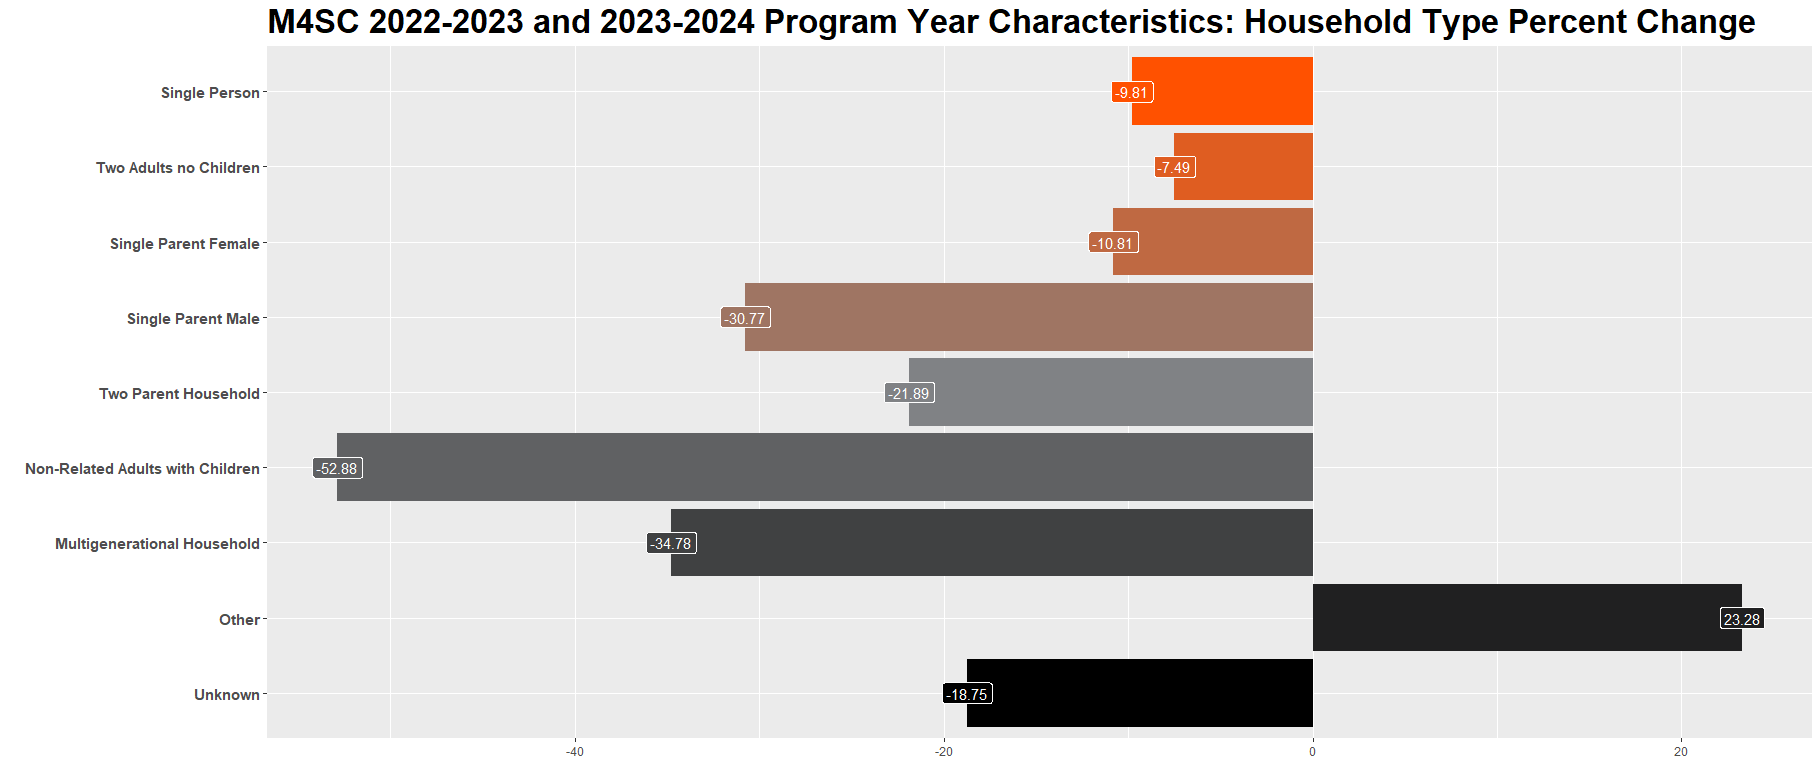 M4SC 2022-2023 and 2023-2024 Program Year Characteristics: Household Type Percent Change
Single Person
-9.81
Two Adults no Children
-7.49
Single Parent Female
-10.81
Single Parent Male
-30.77
Two Parent Household
-21.89
Non-Related Adults with Children
-52.88
Multigenerational Household
-34.78
Other
23.28
Unknown
-18.75
-40
-20
0
20